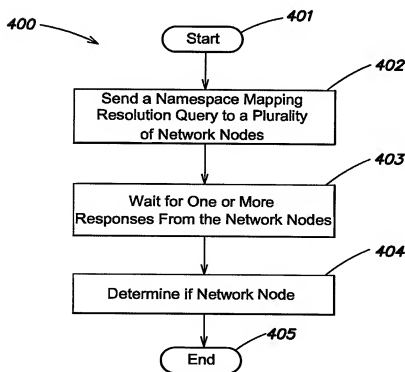 400
401
Start
402
Send a Namespace Mapping
Resolution Query to a Plurality
of Network Nodes
403
Wait for One or More
Responses From the Network Nodes
404
Determine if Network Node
405
End